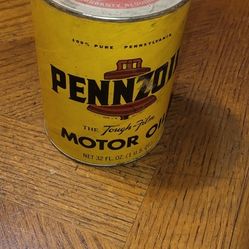 100% PURE PENNSYLVANIA
PENNZOIL
THE Tough-Film
MOTOR OIL
NET 32 FL. OZ.